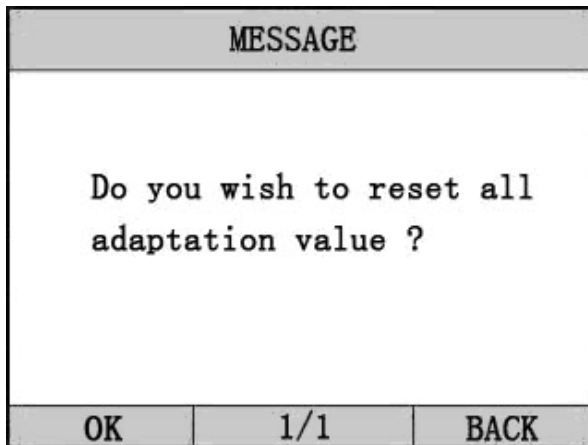 MESSAGE
Do you wish to reset all
adaptation value ?
OK 1/1 BACK